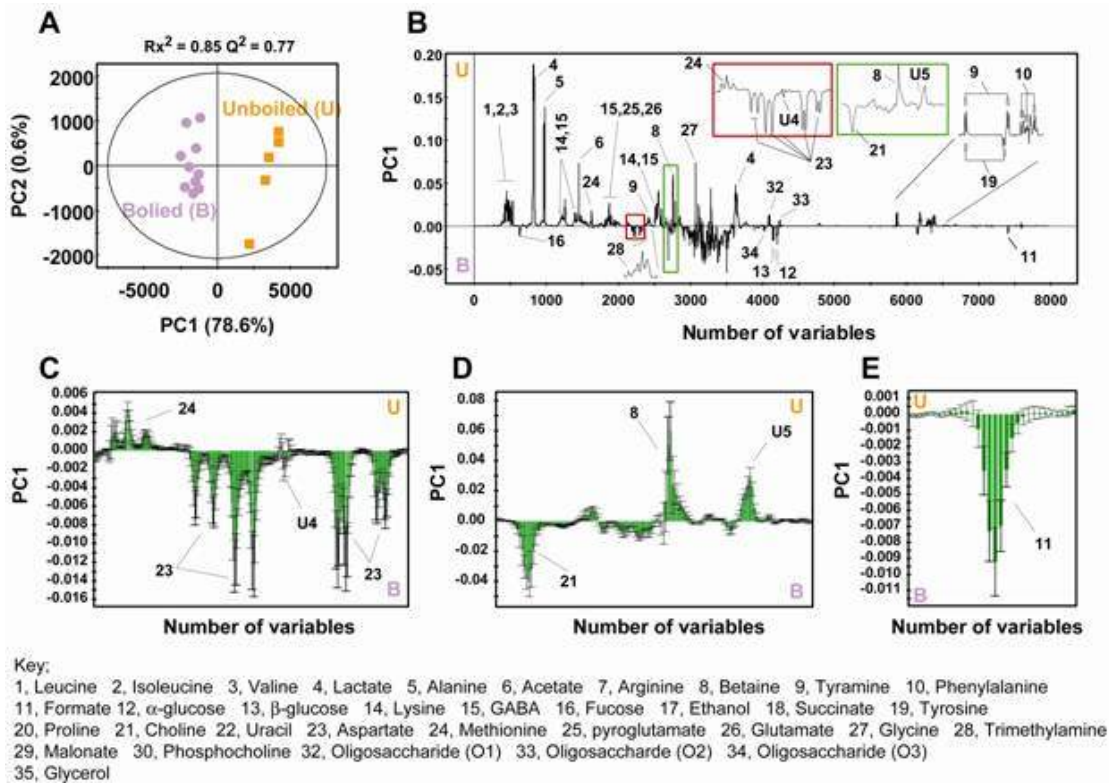 A
Rx² = 0.85 Q² = 0.77
2000
1000
0
-1000
-2000
PC2 (0.6%)
Unboiled (U)
Bolied (B)
-5000 0 5000
PC1 (78.6%)
B
U
0.20
0.15
0.10
0.05
0.00
-0.05
B
PC1
1,2,3
4
5
16
14,15
6
24
15,25,26
28
9
14,15
8
27
4
32
33
34
13
12
24
U4
23
8
U5
21
9
10
19
11
0 1000 2000 3000 4000 5000 6000 7000 8000
Number of variables
C
0.006
0.004
0.002
0.000
-0.002
-0.004
-0.006
-0.008
-0.010
-0.012
-0.014
-0.016
PC1
24
U
U4
23
23
B
Number of variables
D
0.08
0.06
0.04
0.02
0.00
-0.02
-0.04
PC1
U
8
U5
21
B
Number of variables
E
U
0.001
0.000
-0.001
-0.002
-0.003
-0.004
-0.005
-0.006
-0.007
-0.008
-0.009
-0.010
-0.011
PC1
11
B
Number of variables
Key;
1, Leucine 2, Isoleucine 3, Valine 4, Lactate 5, Alanine 6, Acetate 7, Arginine 8, Betaine 9, Tyramine 10, Phenylalanine
11, Formate 12, α-glucose 13, β-glucose 14, Lysine 15, GABA 16, Fucose 17, Ethanol 18, Succinate 19, Tyrosine
20, Proline 21, Choline 22, Uracil 23, Aspartate 24, Methionine 25, pyroglutamate 26, Glutamate 27, Glycine 28, Trimethylamine
29, Malonate 30, Phosphocholine 32, Oligosaccharide (O1) 33, Oligosaccharde (O2) 34, Oligosaccharide (O3)
35, Glycerol